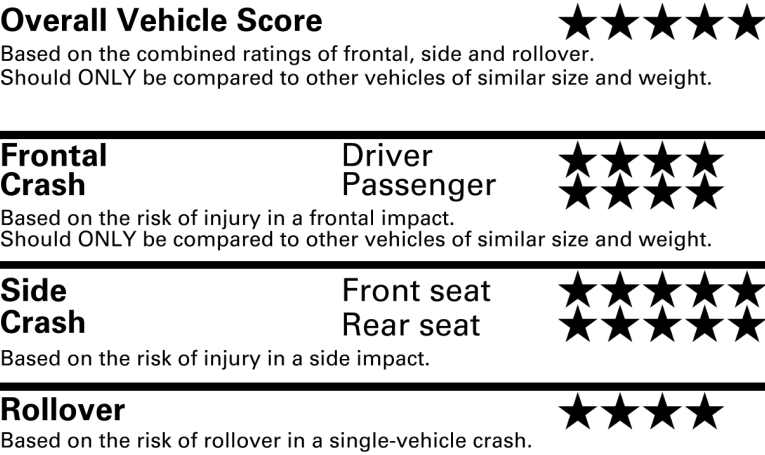 Overall Vehicle Score ★★★★★
Based on the combined ratings of frontal, side and rollover.
Should ONLY be compared to other vehicles of similar size and weight.
Frontal Driver ★★★★
Crash Passenger ★★★★
Based on the risk of injury in a frontal impact.
Should ONLY be compared to other vehicles of similar size and weight.
Side Front seat ★★★★★
Crash Rear seat ★★★★★
Based on the risk of injury in a side impact.
Rollover ★★★★
Based on the risk of rollover in a single-vehicle crash.